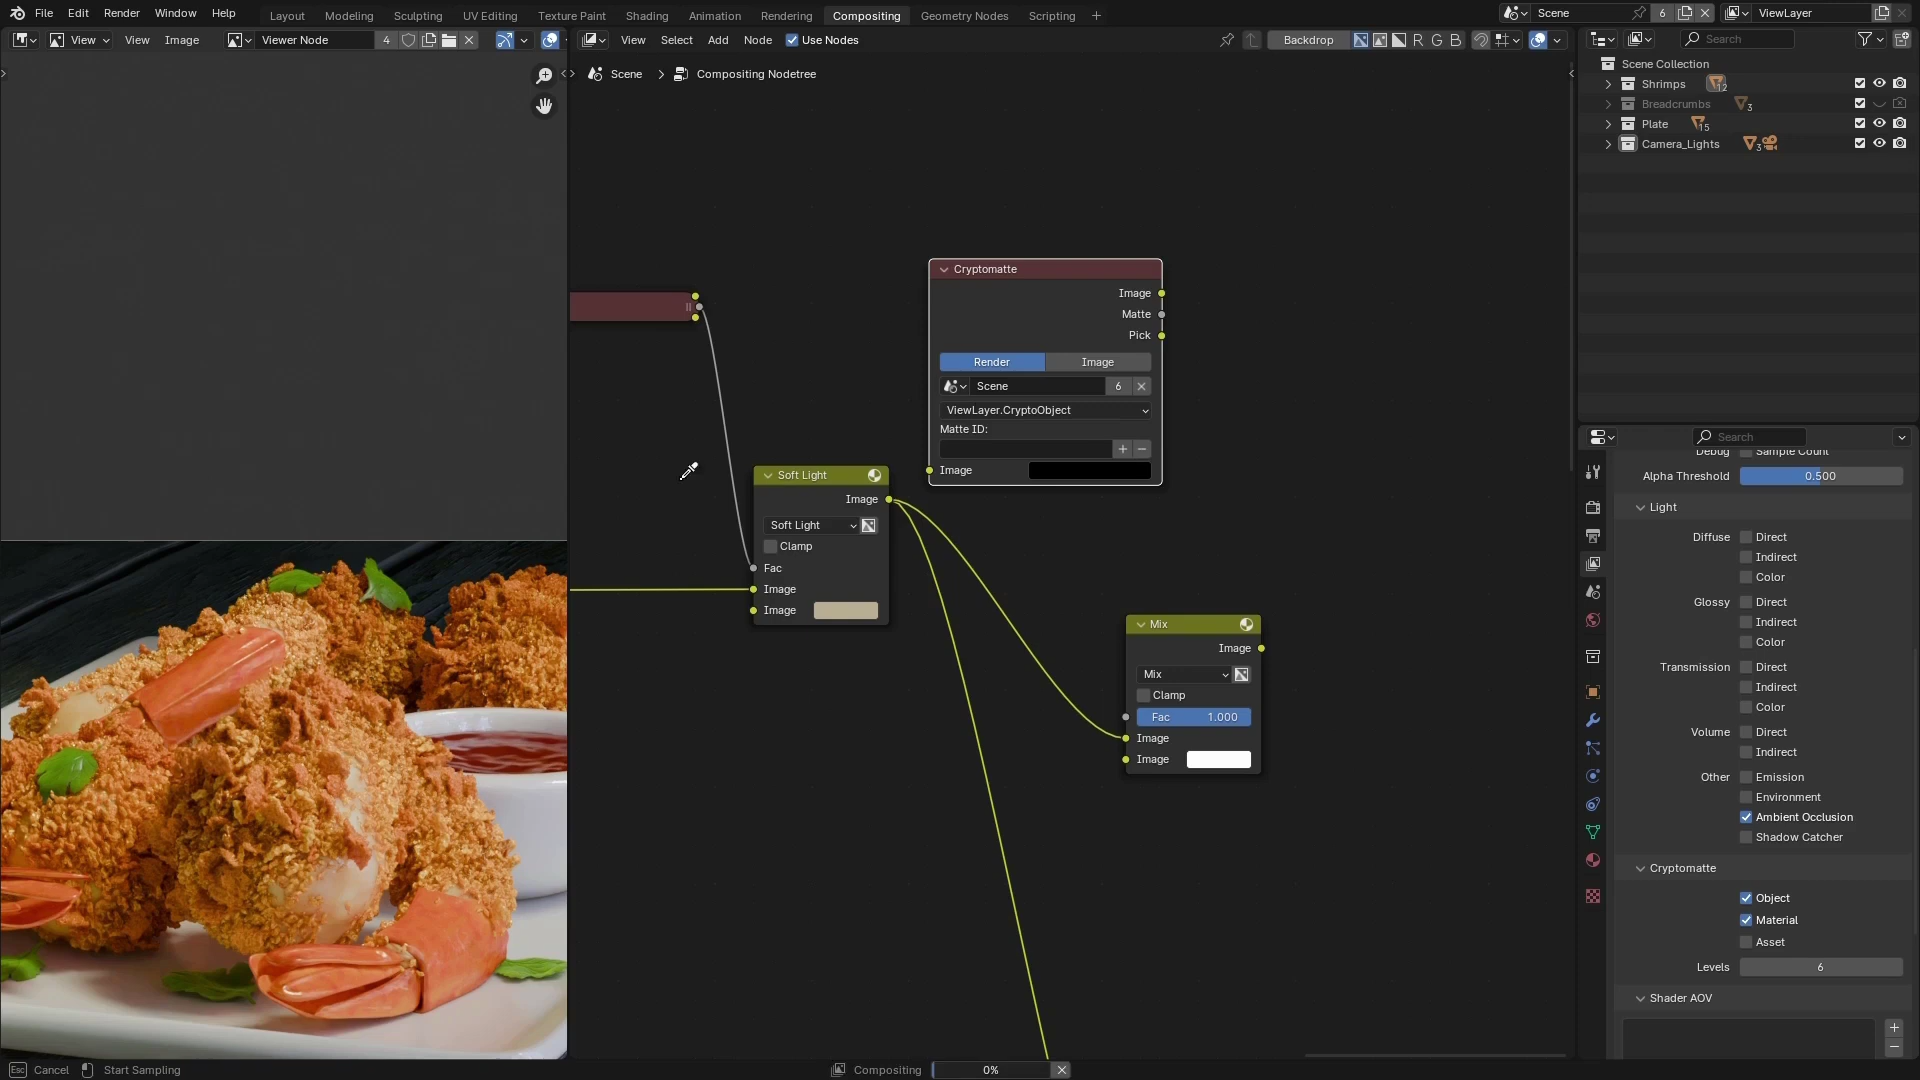 File Edit Render Window Help
Layout Modeling Sculpting UV Editing Texture Paint Shading Animation Rendering Compositing Geometry Nodes Scripting +
Scene 6 ViewLayer
View View Image Viewer Node 4
View Select Add Node Use Nodes Backdrop R G B
Search
Scene > Compositing Nodetree
Scene Collection
Shrimps 12
Breadcrumbs 3
Plate 15
Camera_Lights 3
Cryptomatte
Image
Matte
Pick
Render Image
Scene 6
ViewLayer.CryptoObject
Matte ID:
Image
Soft Light
Image
Soft Light
Clamp
Fac
Image
Image
Mix
Image
Mix
Clamp
Fac 1.000
Image
Image
Search
Debug Sample Count
Alpha Threshold 0.500
Light
Diffuse Direct
Indirect
Color
Glossy Direct
Indirect
Color
Transmission Direct
Indirect
Color
Volume Direct
Indirect
Other Emission
Environment
Ambient Occlusion
Shadow Catcher
Cryptomatte
Object
Material
Asset
Levels 6
Shader AOV
Esc Cancel Start Sampling Compositing 0%